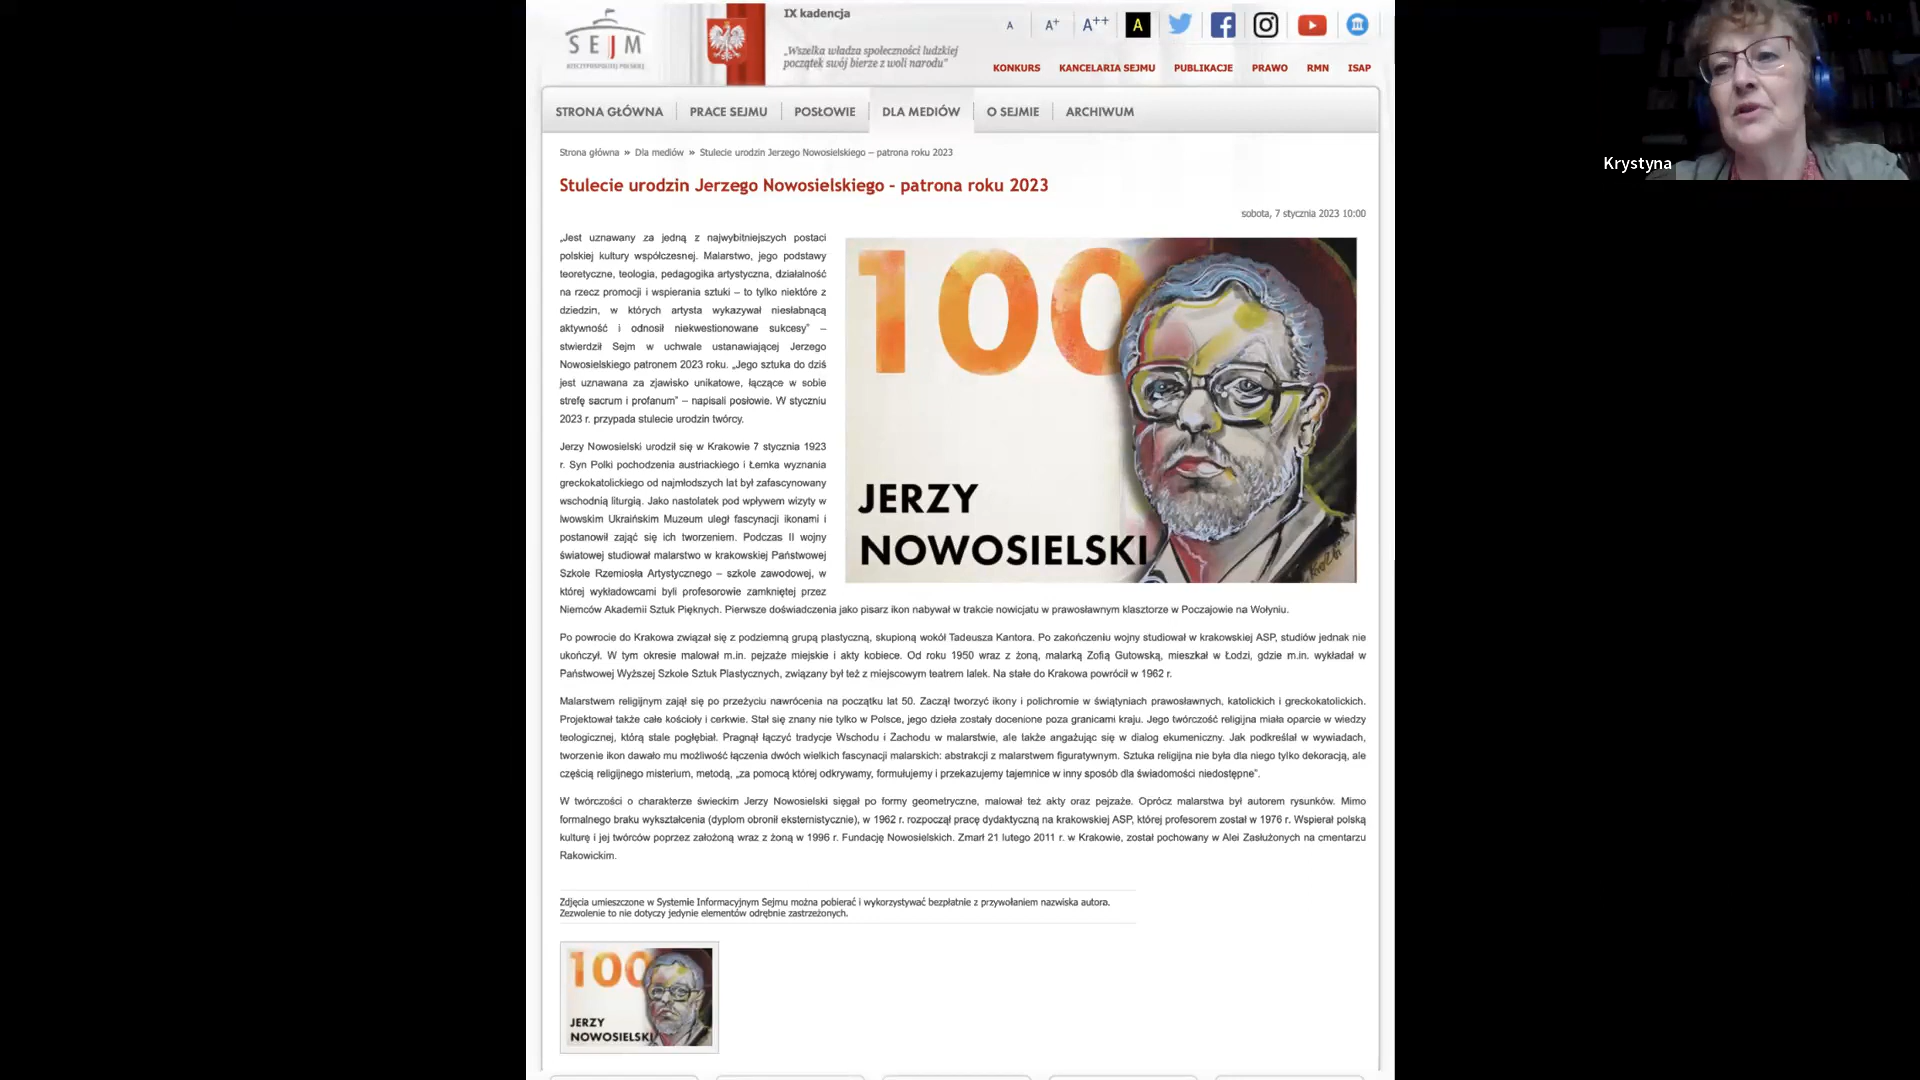 SEJM
RZECZYPOSPOLITEJ POLSKIEJ
IX kadencja
„Wszelka władza społeczności ludzkiej
początek swój bierze z woli narodu"
A A+ A++ A
KONKURS KANCELARIA SEJMU PUBLIKACJE PRAWO RMN ISAP
Krystyna
STRONA GŁÓWNA PRACE SEJMU POSŁOWIE DLA MEDIÓW O SEJMIE ARCHIWUM
Strona główna » Dla mediów » Stulecie urodzin Jerzego Nowosielskiego – patrona roku 2023
Stulecie urodzin Jerzego Nowosielskiego - patrona roku 2023
sobota, 7 stycznia 2023 10:00
„Jest uznawany za jedną z najwybitniejszych postaci
polskiej kultury współczesnej. Malarstwo, jego podstawy
teoretyczne, teologia, pedagogika artystyczna, działalność
na rzecz promocji i wspierania sztuki – to tylko niektóre z
dziedzin, w których artysta wykazywał niesłabnącą
aktywność i odnosił niekwestionowane sukcesy" –
stwierdził Sejm w uchwale ustanawiającej Jerzego
Nowosielskiego patronem 2023 roku. „Jego sztuka do dziś
jest uznawana za zjawisko unikatowe, łączące w sobie
strefę sacrum i profanum" – napisali posłowie. W styczniu
2023 r. przypada stulecie urodzin twórcy.
100
JERZY
NOWOSIELSKI
Jerzy Nowosielski urodził się w Krakowie 7 stycznia 1923
r. Syn Polki pochodzenia austriackiego i Łemka wyznania
greckokatolickiego od najmłodszych lat był zafascynowany
wschodnią liturgią. Jako nastolatek pod wpływem wizyty w
lwowskim Ukraińskim Muzeum uległ fascynacji ikonami i
postanowił zająć się ich tworzeniem. Podczas II wojny
światowej studiował malarstwo w krakowskiej Państwowej
Szkole Rzemiosła Artystycznego – szkole zawodowej, w
której wykładowcami byli profesorowie zamkniętej przez
Niemców Akademii Sztuk Pięknych. Pierwsze doświadczenia jako pisarz ikon nabywał w trakcie nowicjatu w prawosławnym klasztorze w Poczajowie na Wołyniu.
Po powrocie do Krakowa związał się z podziemną grupą plastyczną, skupioną wokół Tadeusza Kantora. Po zakończeniu wojny studiował w krakowskiej ASP, studiów jednak nie
ukończył. W tym okresie malował m.in. pejzaże miejskie i akty kobiece. Od roku 1950 wraz z żoną, malarką Zofią Gutowską, mieszkał w Łodzi, gdzie m.in. wykładał w
Państwowej Wyższej Szkole Sztuk Plastycznych, związany był też z miejscowym teatrem lalek. Na stałe do Krakowa powrócił w 1962 r.
Malarstwem religijnym zajął się po przeżyciu nawrócenia na początku lat 50. Zaczął tworzyć ikony i polichromie w świątyniach prawosławnych, katolickich i greckokatolickich.
Projektował także całe kościoły i cerkwie. Stał się znany nie tylko w Polsce, jego dzieła zostały docenione poza granicami kraju. Jego twórczość religijna miała oparcie w wiedzy
teologicznej, którą stale pogłębiał. Pragnął łączyć tradycje Wschodu i Zachodu w malarstwie, ale także angażując się w dialog ekumeniczny. Jak podkreślał w wywiadach,
tworzenie ikon dawało mu możliwość łączenia dwóch wielkich fascynacji malarskich: abstrakcji z malarstwem figuratywnym. Sztuka religijna nie była dla niego tylko dekoracją, ale
częścią religijnego misterium, metodą, „za pomocą której odkrywamy, formułujemy i przekazujemy tajemnice w inny sposób dla świadomości niedostępne".
W twórczości o charakterze świeckim Jerzy Nowosielski sięgał po formy geometryczne, malował też akty oraz pejzaże. Oprócz malarstwa był autorem rysunków. Mimo
formalnego braku wykształcenia (dyplom obronił eksternistycznie), w 1962 r. rozpoczął pracę dydaktyczną na krakowskiej ASP, której profesorem został w 1976 r. Wspierał polską
kulturę i jej twórców poprzez założoną wraz z żoną w 1996 r. Fundację Nowosielskich. Zmarł 21 lutego 2011 r. w Krakowie, został pochowany w Alei Zasłużonych na cmentarzu
Rakowickim.
Zdjęcia umieszczone w Systemie Informacyjnym Sejmu można pobierać i wykorzystywać bezpłatnie z przywołaniem nazwiska autora.
Zezwolenie to nie dotyczy jedynie elementów odrębnie zastrzeżonych.
100
JERZY
NOWOSIELSKI